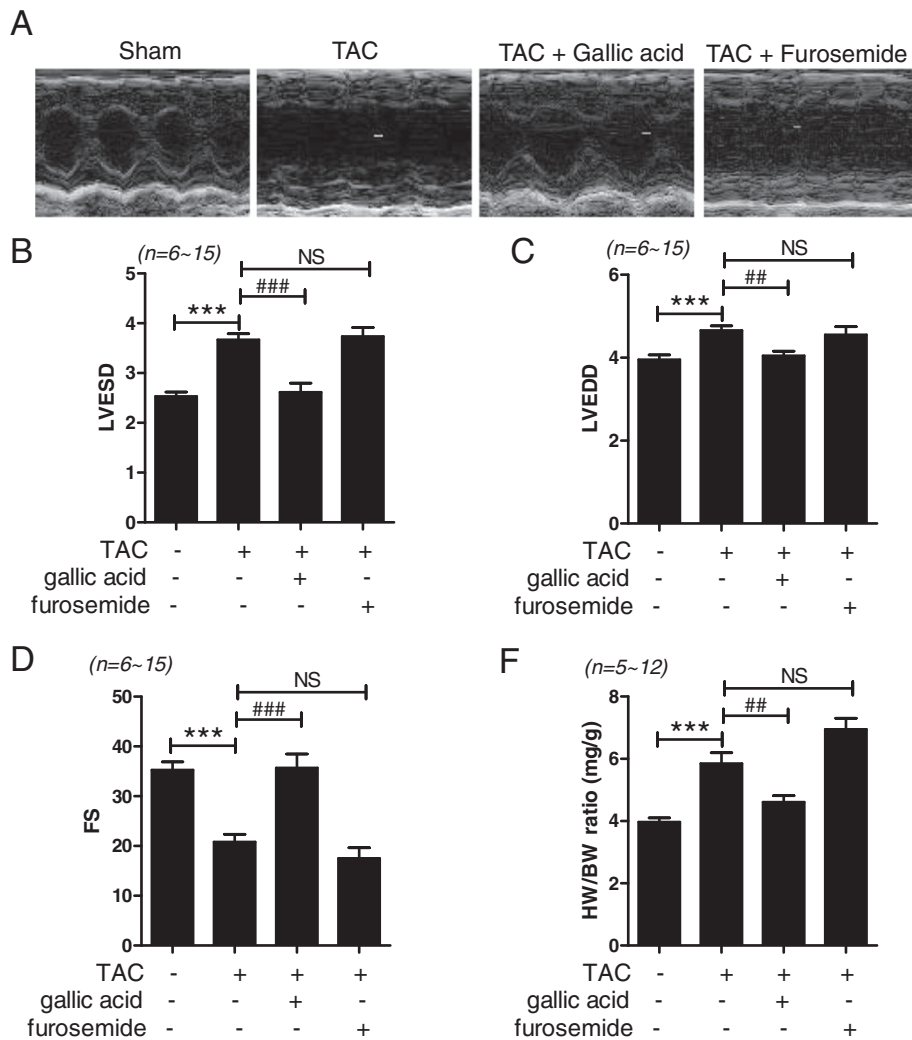 A
Sham TAC TAC + Gallic acid TAC + Furosemide
B
(n=6~15)
NS
###
***
LVESD
5
4
3
2
1
0
TAC - + + +
gallic acid - - + -
furosemide - - - +
C
(n=6~15)
NS
##
***
LVEDD
6
4
2
0
TAC - + + +
gallic acid - - + -
furosemide - - - +
D
(n=6~15)
NS
###
***
FS
50
40
30
20
10
0
TAC - + + +
gallic acid - - + -
furosemide - - - +
F
(n=5~12)
NS
##
***
HW/BW ratio (mg/g)
8
6
4
2
0
TAC - + + +
gallic acid - - + -
furosemide - - - +